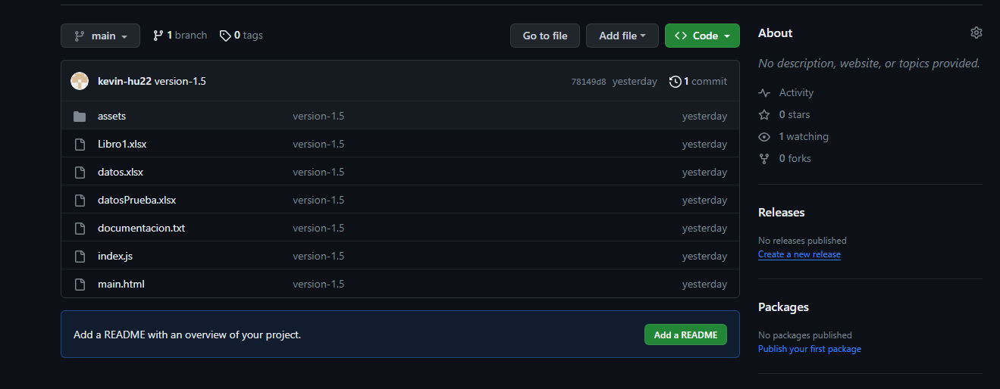 main 1 branch 0 tags Go to file Add file Code
kevin-hu22 version-1.5 78149d8 yesterday 1 commit
assets version-1.5 yesterday
Libro1.xlsx version-1.5 yesterday
datos.xlsx version-1.5 yesterday
datosPrueba.xlsx version-1.5 yesterday
documentacion.txt version-1.5 yesterday
index.js version-1.5 yesterday
main.html version-1.5 yesterday
Add a README with an overview of your project. Add a README
About
No description, website, or topics provided.
Activity
0 stars
1 watching
0 forks
Releases
No releases published
Create a new release
Packages
No packages published
Publish your first package